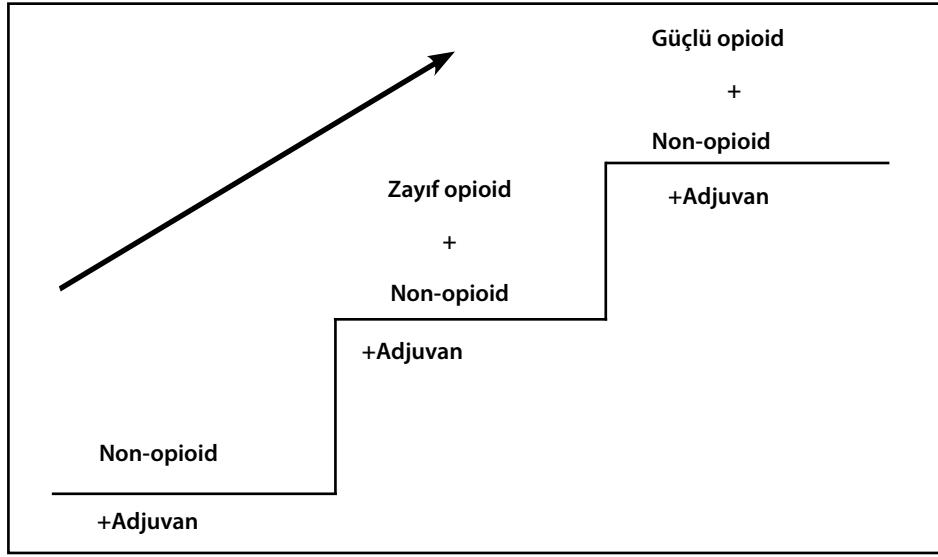 Güçlü opioid
+
Non-opioid
+Adjuvan
Zayıf opioid
+
Non-opioid
+Adjuvan
Non-opioid
+Adjuvan